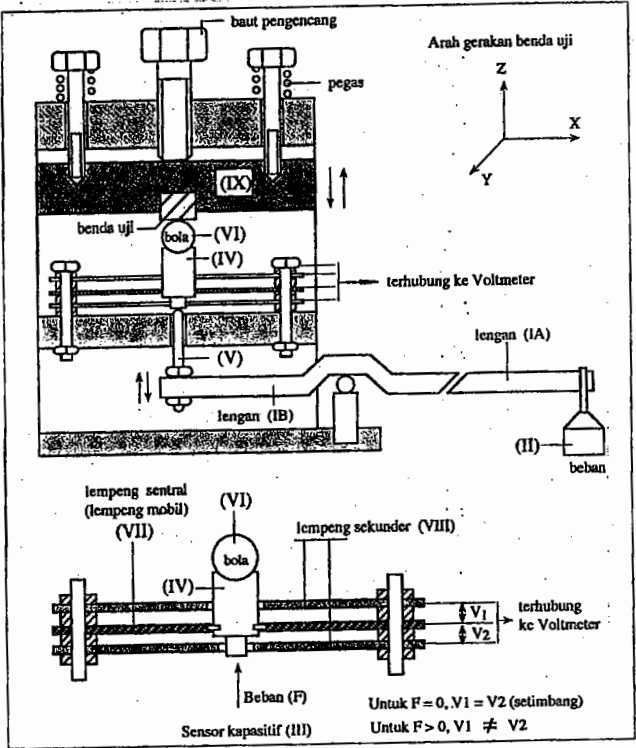 baut pengencang
Arah gerakan benda uji
pegas
Z
X
Y
(IX)
benda uji
bola
(VI)
(IV)
terhubung ke Voltmeter
(V)
lengan (IA)
lengan (IB)
(II)
beban
lempeng sentral
(lempeng mobil)
(VII)
(VI)
lempeng sekunder (VIII)
bola
(IV)
V1
V2
terhubung
ke Voltmeter
Beban (F)
Sensor kapasitif (III)
Untuk F = 0, V1 = V2 (setimbang)
Untuk F > 0, V1 ≠ V2